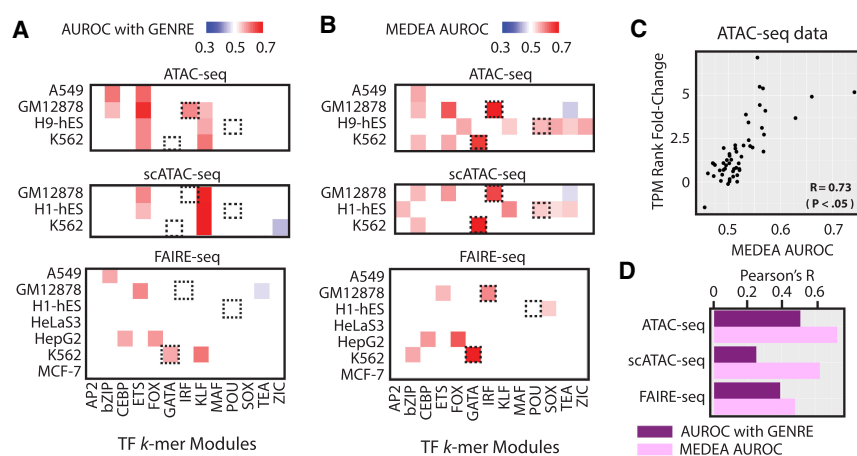 A
AUROC with GENRE
0.3 0.5 0.7
ATAC-seq
A549
GM12878
H9-hES
K562
scATAC-seq
GM12878
H1-hES
K562
FAIRE-seq
A549
GM12878
H1-hES
HeLaS3
HepG2
K562
MCF-7
AP2 bZIP CEBP ETS FOX GATA IRF KLF MAF POU SOX TEA ZIC
TF k-mer Modules
B
MEDEA AUROC
0.3 0.5 0.7
ATAC-seq
A549
GM12878
H9-hES
K562
scATAC-seq
GM12878
H1-hES
K562
FAIRE-seq
A549
GM12878
H1-hES
HeLaS3
HepG2
K562
MCF-7
AP2 bZIP CEBP ETS FOX GATA IRF KLF MAF POU SOX TEA ZIC
TF k-mer Modules
C
ATAC-seq data
TPM Rank Fold-Change
5
2.5
0
R = 0.73
( P < .05 )
0.5 0.6 0.7
MEDEA AUROC
D
Pearson's R
0 0.2 0.4 0.6
ATAC-seq
scATAC-seq
FAIRE-seq
AUROC with GENRE
MEDEA AUROC